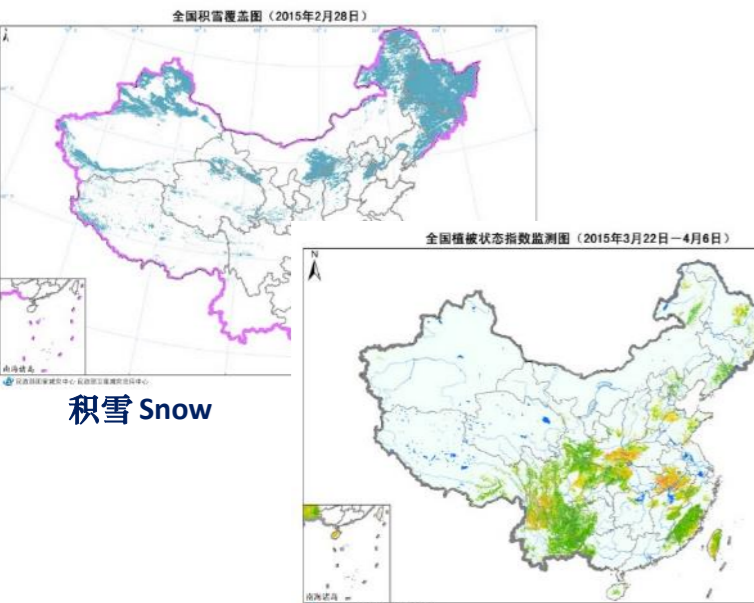 全国积雪覆盖图（2015年2月28日）
南海诸岛
积雪 Snow
全国植被状态指数监测图（2015年3月22日－4月6日）
N
南海诸岛